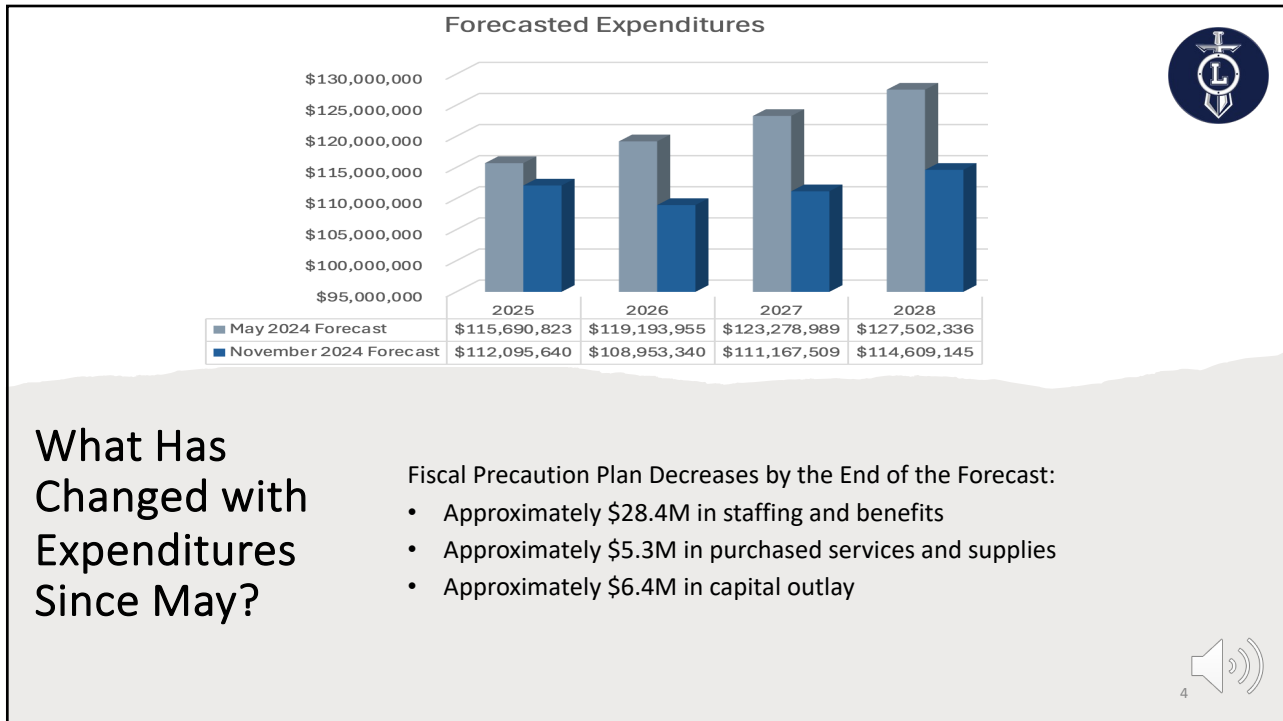 Forecasted Expenditures
L
$130,000,000
$125,000,000
$120,000,000
$115,000,000
$110,000,000
$105,000,000
$100,000,000
$95,000,000
2025 2026 2027 2028
May 2024 Forecast $115,690,823 $119,193,955 $123,278,989 $127,502,336
November 2024 Forecast $112,095,640 $108,953,340 $111,167,509 $114,609,145
What Has
Changed with
Expenditures
Since May?
Fiscal Precaution Plan Decreases by the End of the Forecast:
• Approximately $28.4M in staffing and benefits
• Approximately $5.3M in purchased services and supplies
• Approximately $6.4M in capital outlay
4